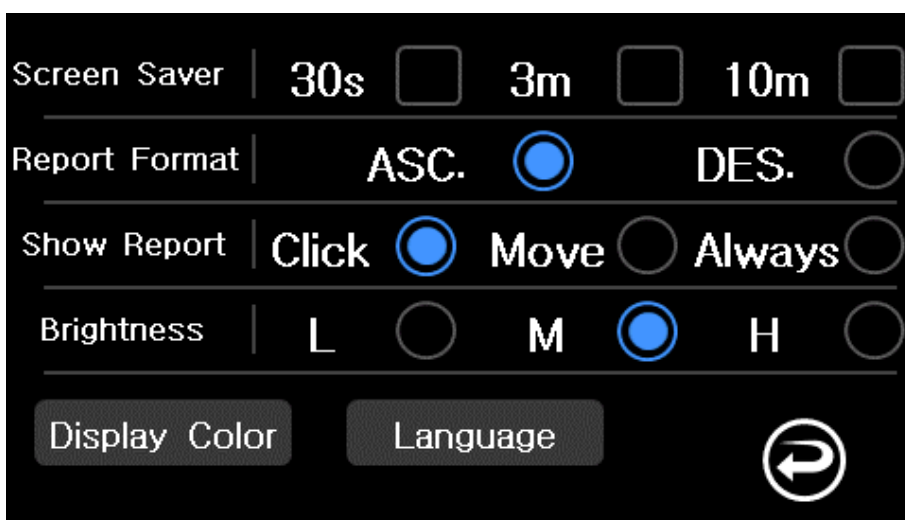 Screen Saver 30s 3m 10m
Report Format ASC. DES.
Show Report Click Move Always
Brightness L M H
Display Color Language